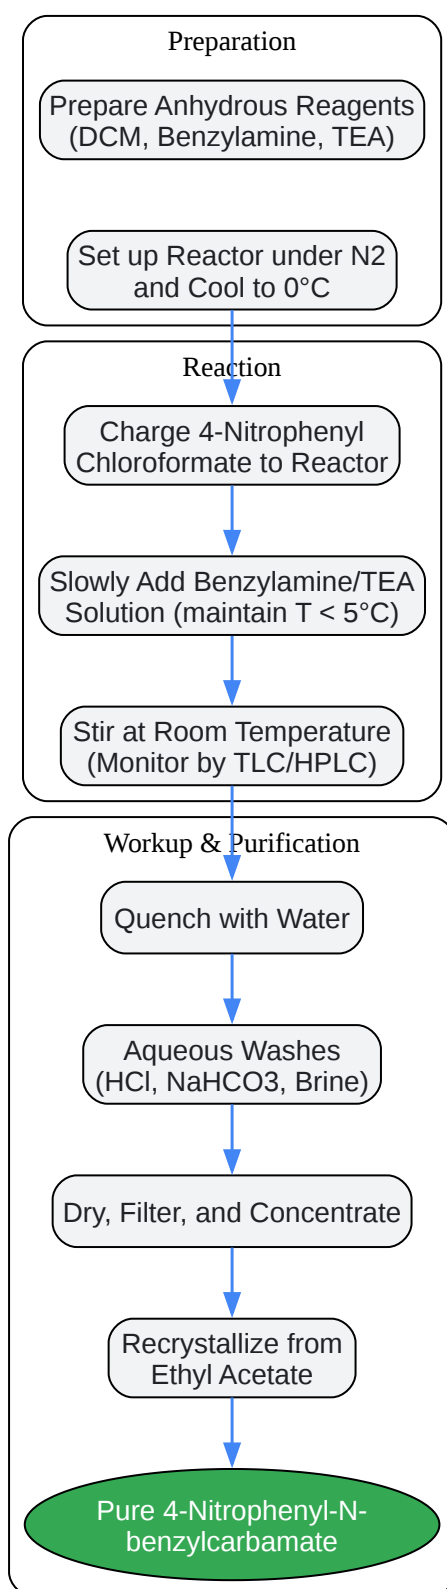 Preparation
Prepare Anhydrous Reagents
(DCM, Benzylamine, TEA)
Set up Reactor under N2
and Cool to 0°C
Reaction
Charge 4-Nitrophenyl
Chloroformate to Reactor
Slowly Add Benzylamine/TEA
Solution (maintain T < 5°C)
Stir at Room Temperature
(Monitor by TLC/HPLC)
Workup & Purification
Quench with Water
Aqueous Washes
(HCl, NaHCO3, Brine)
Dry, Filter, and Concentrate
Recrystallize from
Ethyl Acetate
Pure 4-Nitrophenyl-N-
benzylcarbamate